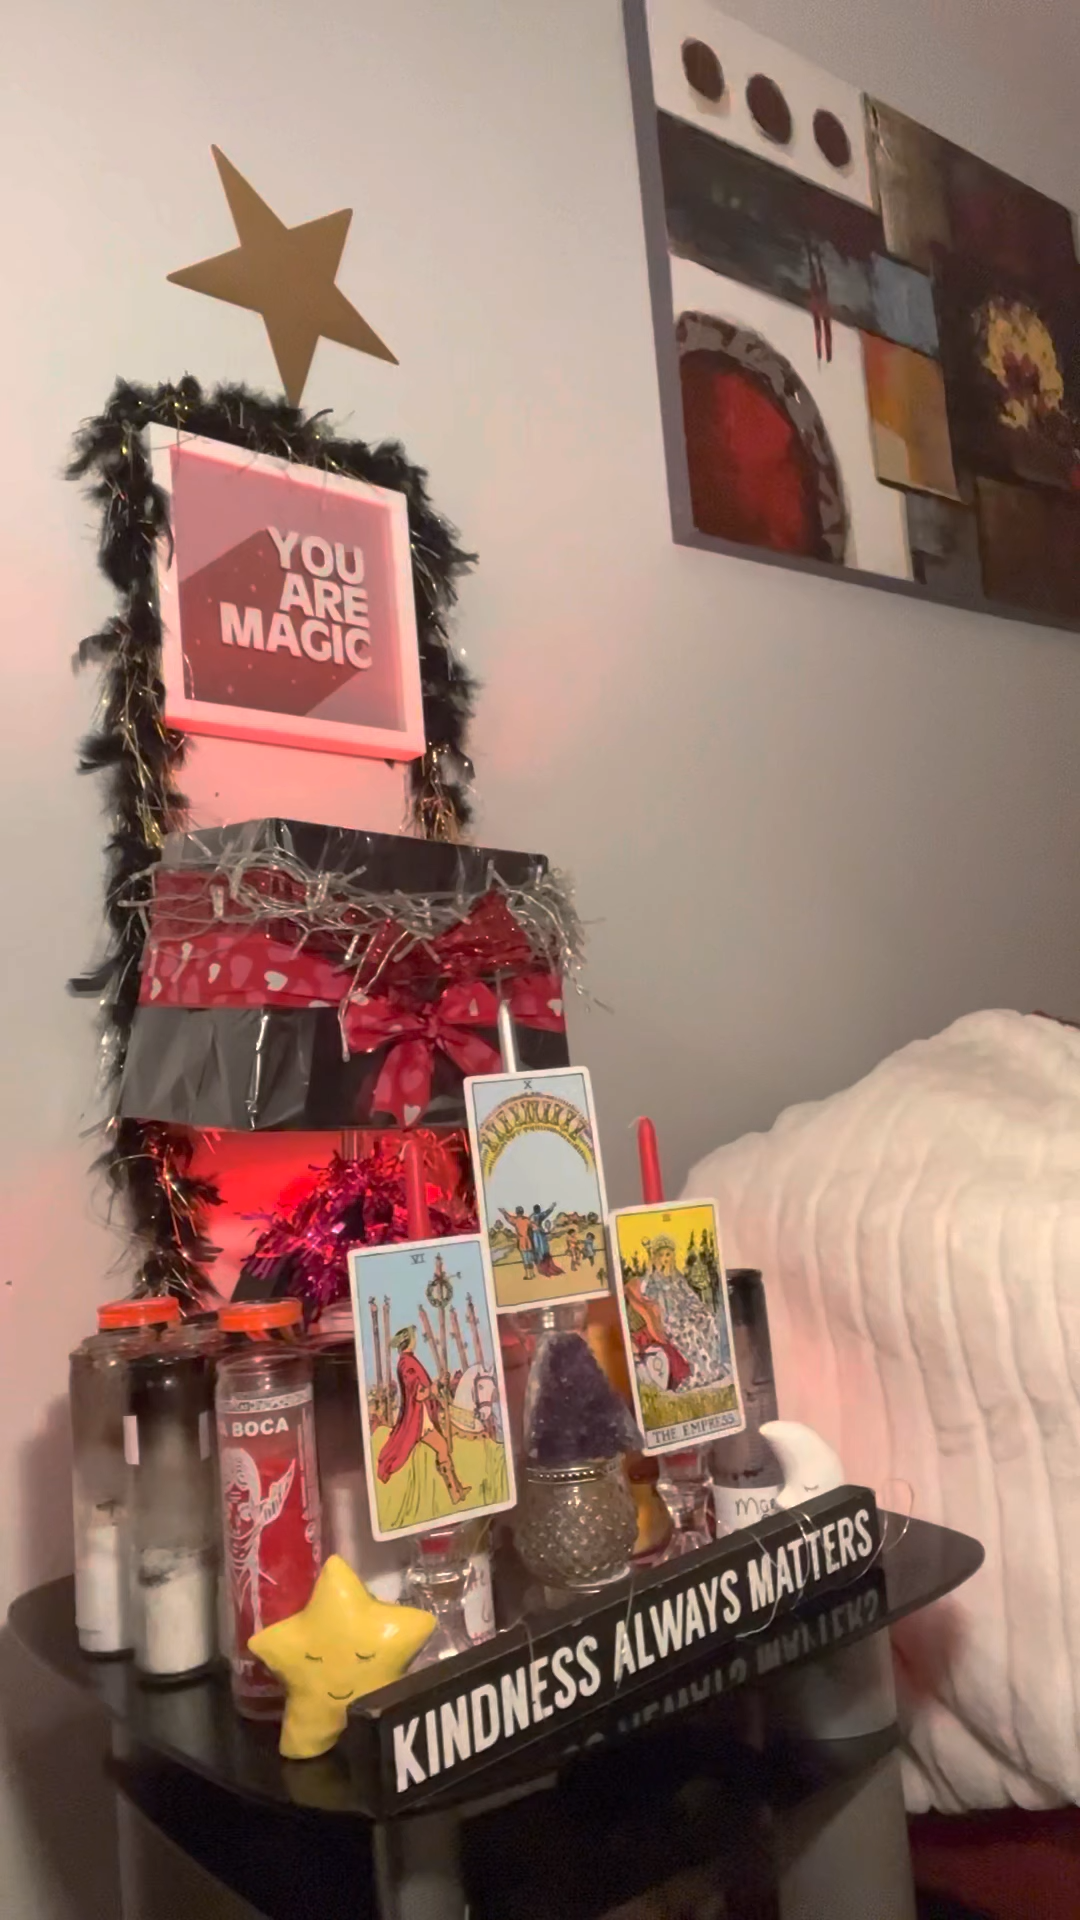 YOU
ARE
MAGIC
X
III
VI
THE EMPRESS.
BOCA
KINDNESS ALWAYS MATTERS